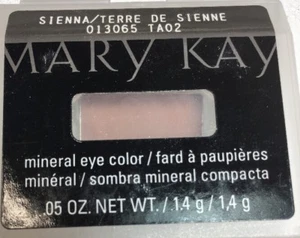 SIENNA/TERRE DE SIENNE
013065 TA02
MARY KAY
mineral eye color / fard à paupières
minéral / sombra mineral compacta
.05 OZ. NET WT. / 1,4 g / 1,4 g